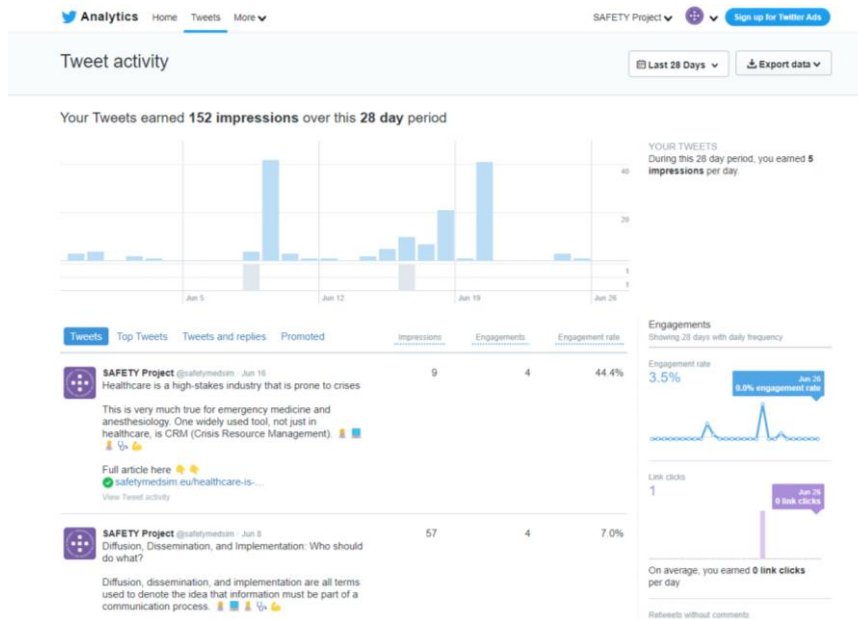 Analytics Home Tweets More
SAFETY Project
Sign up for Twitter Ads
Tweet activity
Last 28 Days
Export data
Your Tweets earned 152 impressions over this 28 day period
YOUR TWEETS
During this 28 day period, you earned 5
impressions per day.
40
20
Jun 5
Jun 12
Jun 19
Jun 26
Tweets Top Tweets Tweets and replies Promoted
Impressions Engagements Engagement rate
SAFETY Project @safetymedsim · Jun 16
Healthcare is a high-stakes industry that is prone to crises
9 4 44.4%
This is very much true for emergency medicine and
anesthesiology. One widely used tool, not just in
healthcare, is CRM (Crisis Resource Management).
Full article here
safetymedsim.eu/healthcare-is-...
View Tweet activity
SAFETY Project @safetymedsim · Jun 8
Diffusion, Dissemination, and Implementation: Who should
do what?
57 4 7.0%
Diffusion, dissemination, and implementation are all terms
used to denote the idea that information must be part of a
communication process.
Engagements
Showing 28 days with daily frequency
Engagement rate
3.5%
Jun 26
0.0% engagement rate
Link clicks
1
Jun 26
0 link clicks
On average, you earned 0 link clicks
per day
Retweets without comments